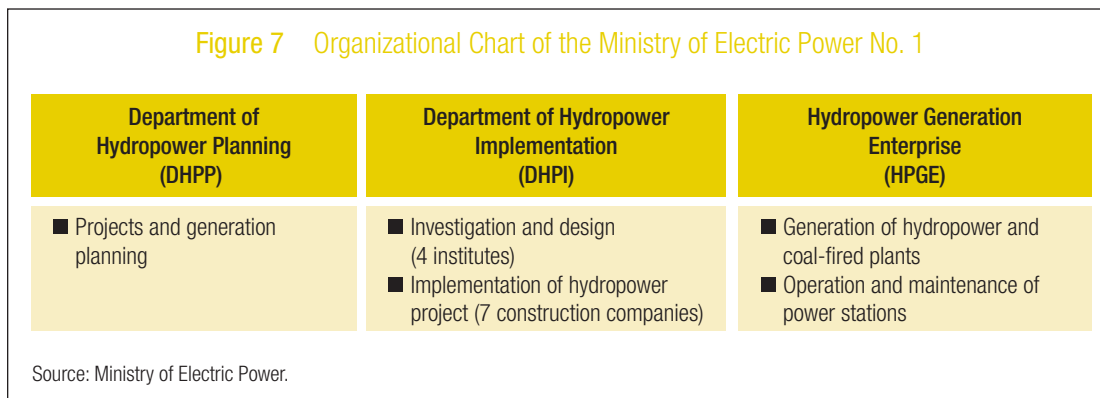 Figure 7 Organizational Chart of the Ministry of Electric Power No. 1
Department of
Hydropower Planning
(DHPP)
■ Projects and generation
planning
Department of Hydropower
Implementation
(DHPI)
■ Investigation and design
(4 institutes)
■ Implementation of hydropower
project (7 construction companies)
Hydropower Generation
Enterprise
(HPGE)
■ Generation of hydropower and
coal-fired plants
■ Operation and maintenance of
power stations
Source: Ministry of Electric Power.